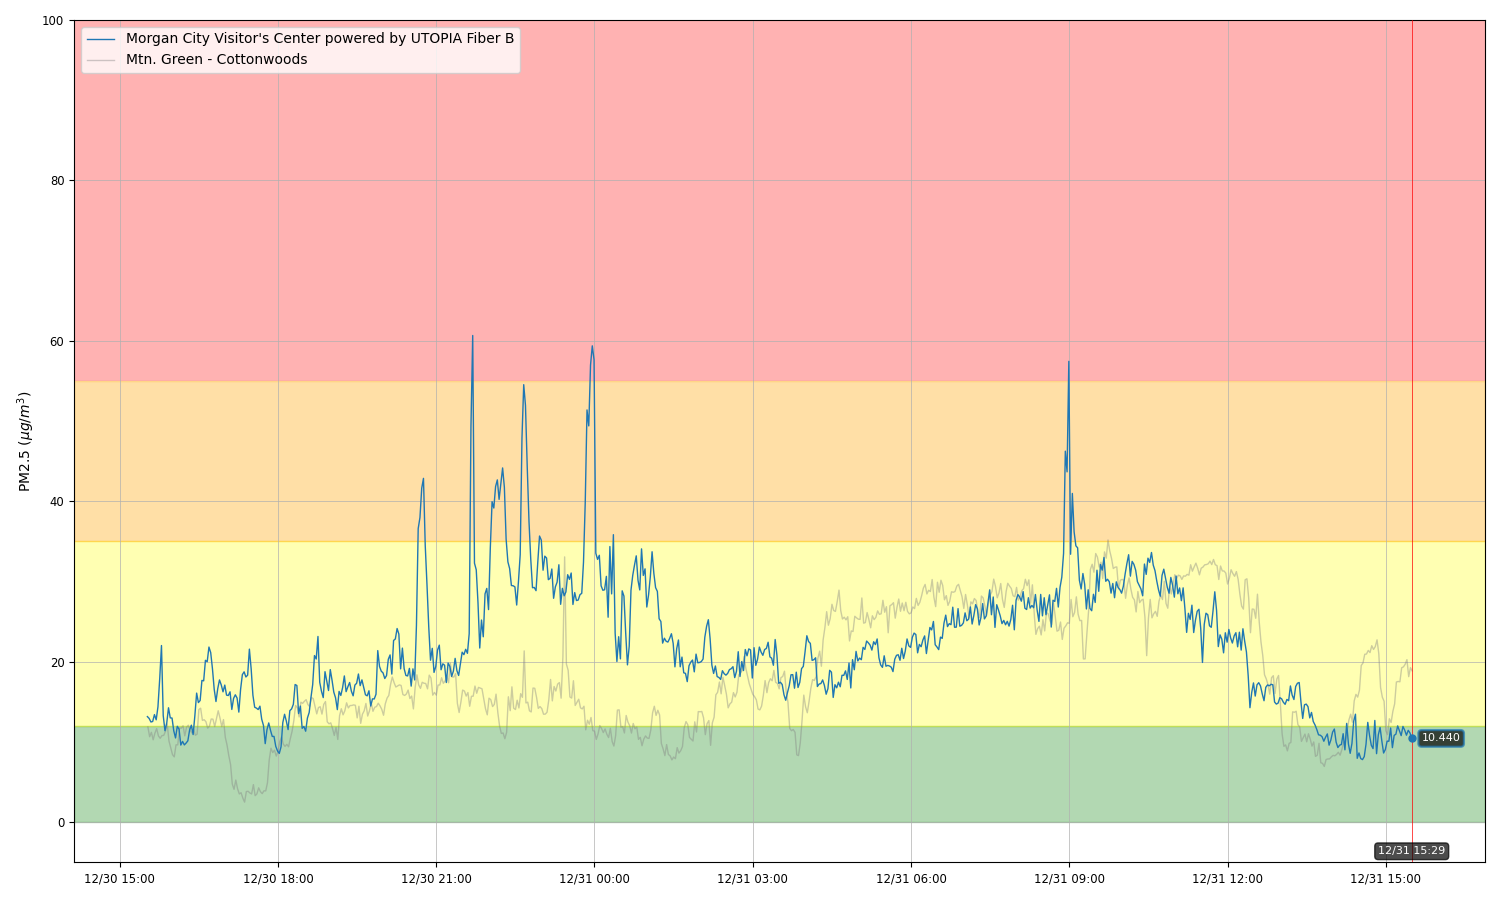 100
Morgan City Visitor's Center powered by UTOPIA Fiber B
Mtn. Green - Cottonwoods
80
60
PM2.5 (μg/m³)
40
20
10.440
0
12/31 15:29
12/30 15:00 12/30 18:00 12/30 21:00 12/31 00:00 12/31 03:00 12/31 06:00 12/31 09:00 12/31 12:00 12/31 15:00